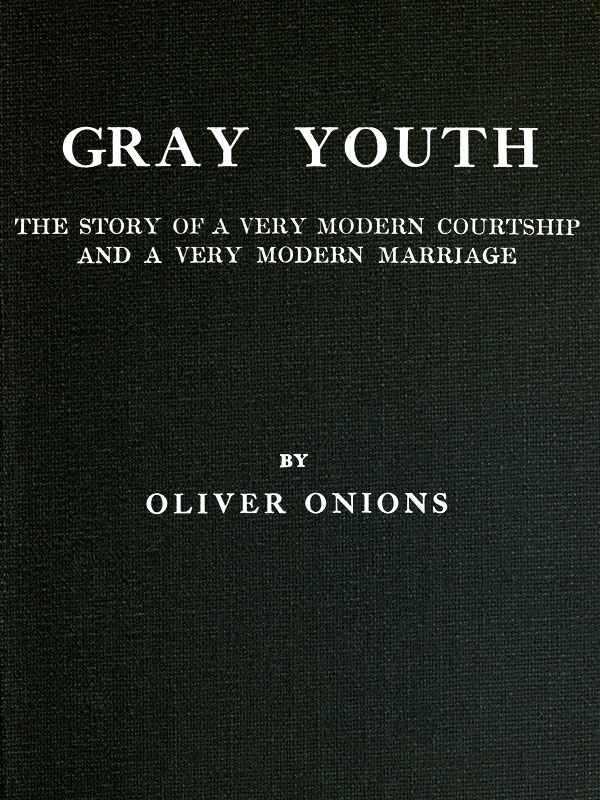 GRAY YOUTH
THE STORY OF A VERY MODERN COURTSHIP
AND A VERY MODERN MARRIAGE
BY
OLIVER ONIONS